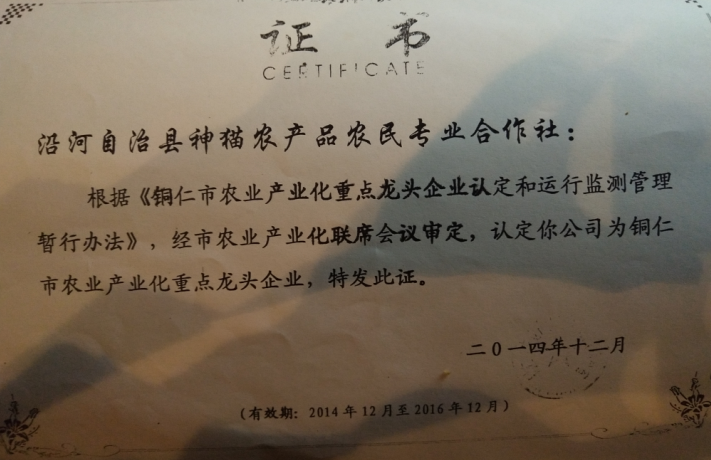 证书
CERTIFICATE
沿河自治县神猫农产品农民专业合作社：
根据《铜仁市农业产业化重点龙头企业认定和运行监测管理
暂行办法》，经市农业产业化联席会议审定，认定你公司为铜仁
市农业产业化重点龙头企业，特发此证。
二0一四年十二月
（有效期：2014年12月至2016年12月）